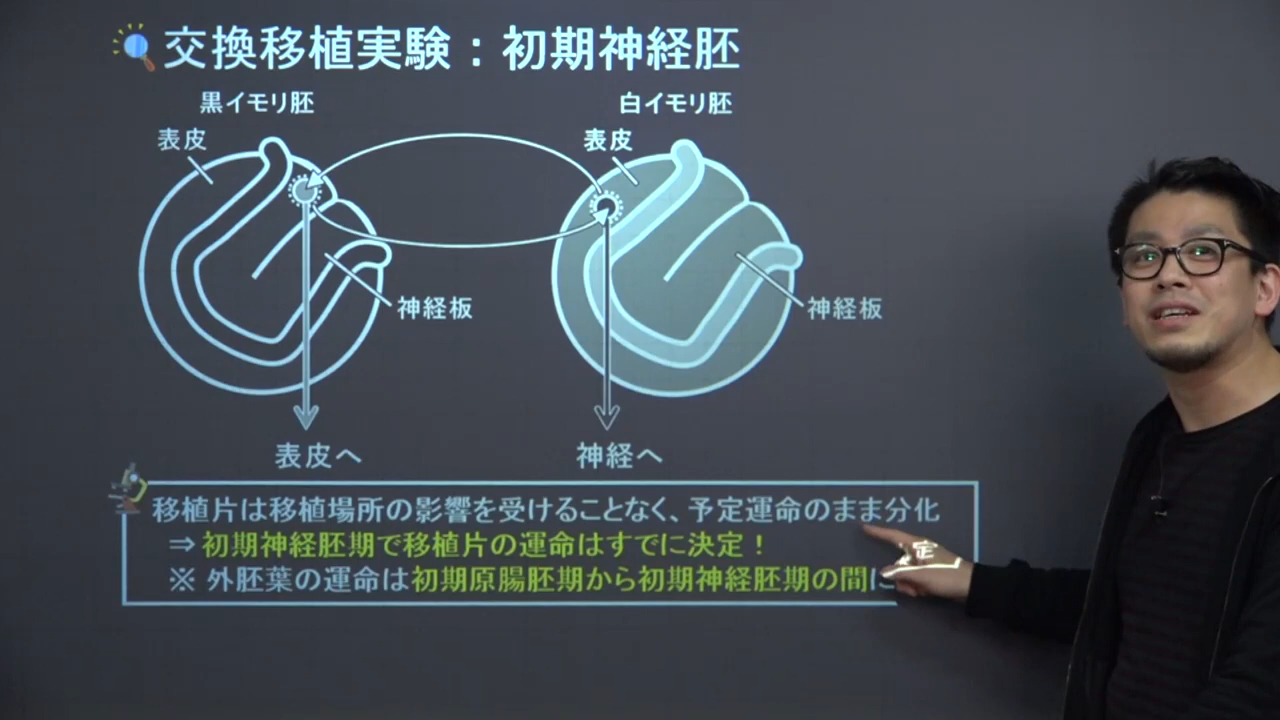 交換移植実験：初期神経胚
黒イモリ胚
白イモリ胚
表皮
表皮
神経板
神経板
表皮へ
神経へ
移植片は移植場所の影響を受けることなく、予定運命のまま分化
⇒ 初期神経胚期で移植片の運命はすでに決定！
※ 外胚葉の運命は初期原腸胚期から初期神経胚期の間に
定